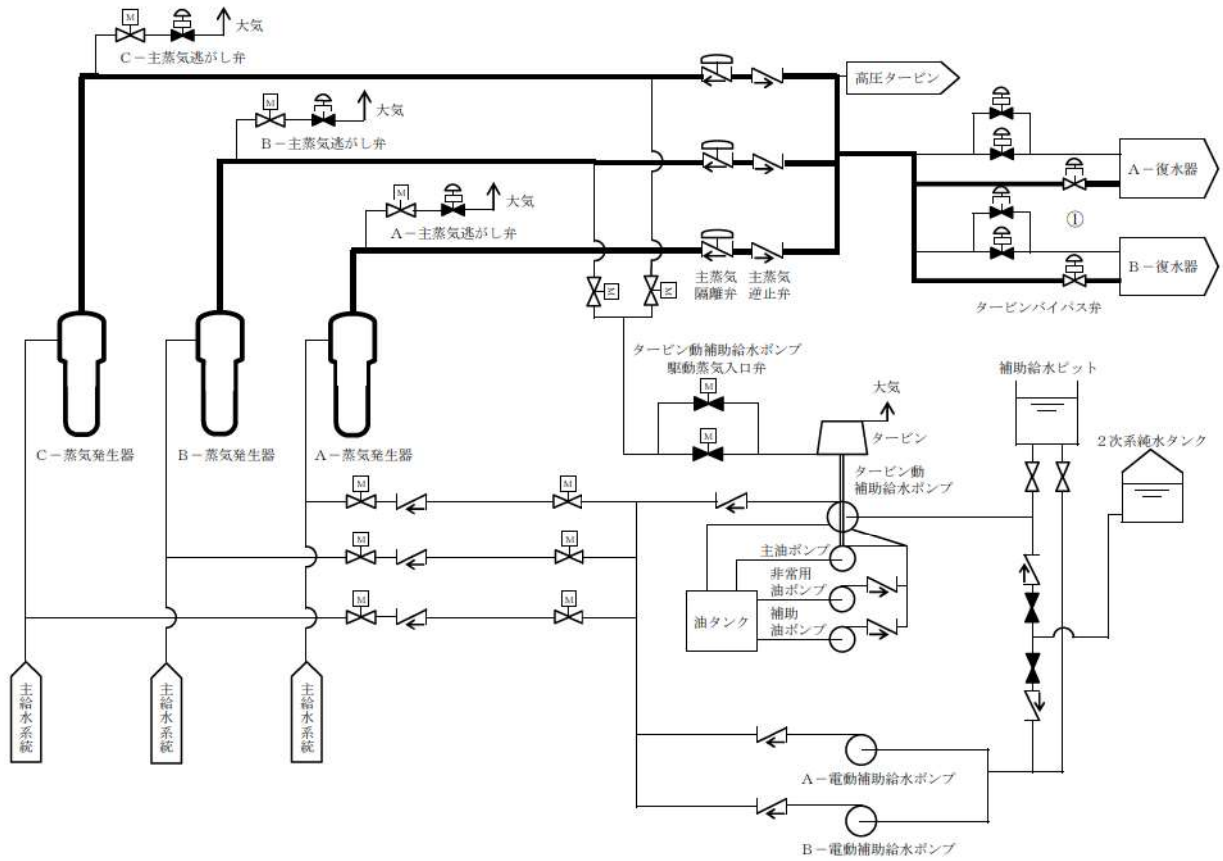 M
大気
C－主蒸気逃がし弁
M
大気
B－主蒸気逃がし弁
M
大気
A－主蒸気逃がし弁
高圧タービン
A－復水器
①
B－復水器
タービンバイパス弁
主蒸気
隔離弁
主蒸気
逆止弁
M
M
タービン動補助給水ポンプ
駆動蒸気入口弁
M
M
大気
タービン
タービン動
補助給水ポンプ
補助給水ピット
2次系純水タンク
C－蒸気発生器
B－蒸気発生器
A－蒸気発生器
M
M
M
M
M
M
主油ポンプ
非常用
油ポンプ
補助
油ポンプ
油タンク
主給水系統
主給水系統
主給水系統
A－電動補助給水ポンプ
B－電動補助給水ポンプ